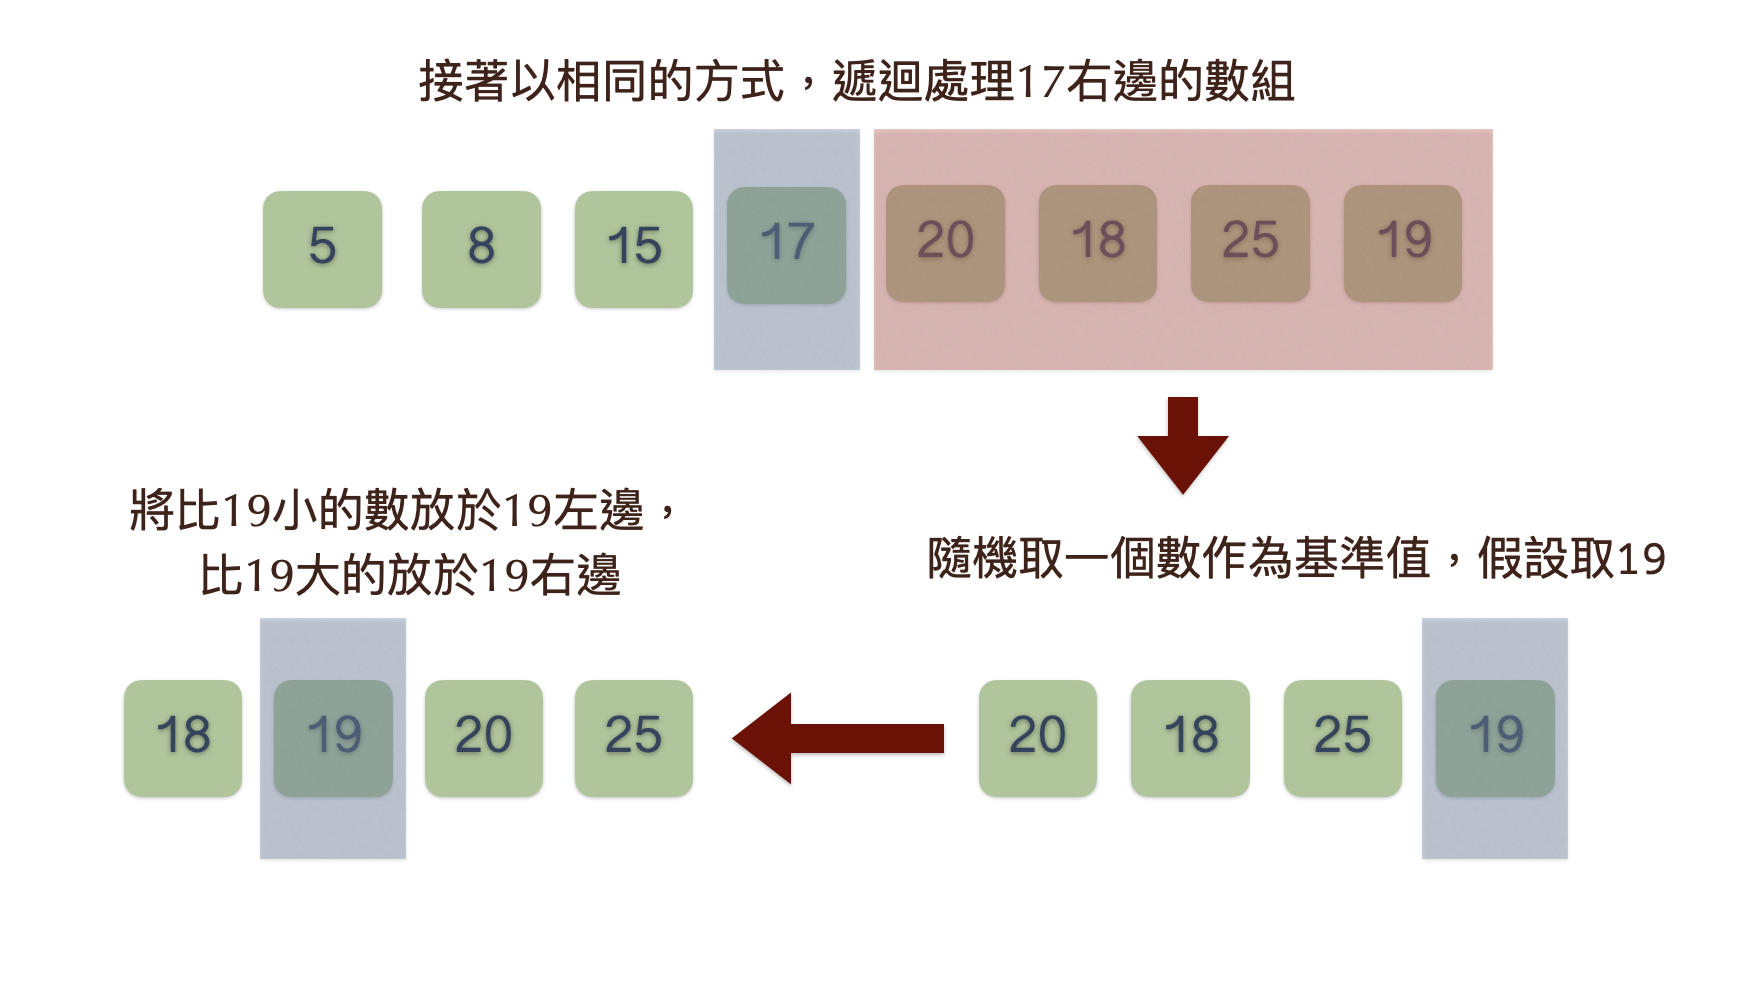 接著以相同的方式，遞迴處理17右邊的數組
5 8 15 17 20 18 25 19
將比19小的數放於19左邊，
比19大的放於19右邊
隨機取一個數作為基準值，假設取19
18 19 20 25
20 18 25 19